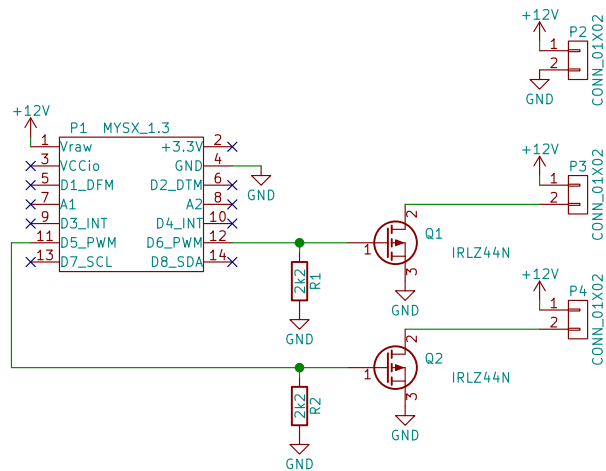 +12V
P2
1
2
CONN_01X02
GND
+12V
P1 MYSX_1.3
1 Vraw +3.3V 2
3 VCCio GND 4
5 D1_DFM D2_DTM 6
7 A1 A2 8
9 D3_INT D4_INT 10
11 D5_PWM D6_PWM 12
13 D7_SCL D8_SDA 14
GND
+12V
P3
1
2
CONN_01X02
2
Q1
1
IRLZ44N
3
GND
2k2
R1
GND
+12V
P4
1
2
CONN_01X02
2
Q2
1
IRLZ44N
3
GND
2k2
R2
GND